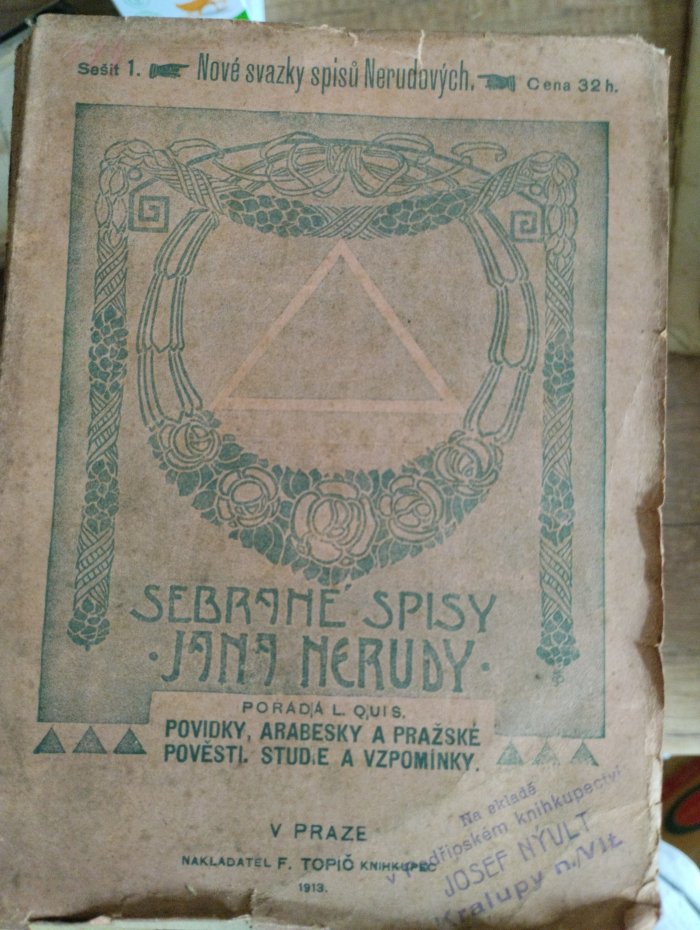 Sešit 1. Nové svazky spisů Nerudových. Cena 32 h.
SEBRANÉ SPISY
·JANA NERUDY·
POŘÁDÁ L. QUIS.
POVÍDKY, ARABESKY A PRAŽSKÉ
POVĚSTI. STUDIE A VZPOMÍNKY.
V PRAZE
NAKLADATEL F. TOPIČ KNIHKUPEC
1913.
Na skladě
v Podřipském knihkupectví
JOSEF NÝVLT
Kralupy n/Vlt